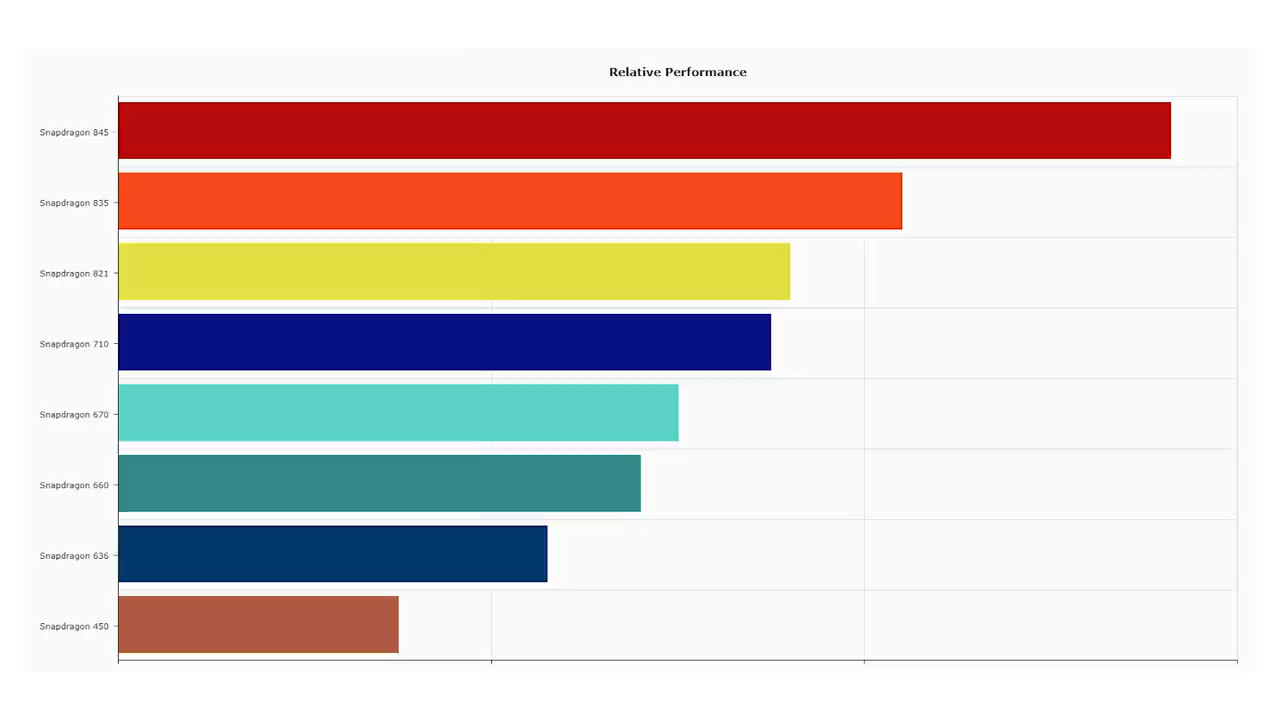 Relative Performance
Snapdragon 845
Snapdragon 835
Snapdragon 821
Snapdragon 710
Snapdragon 670
Snapdragon 660
Snapdragon 636
Snapdragon 450